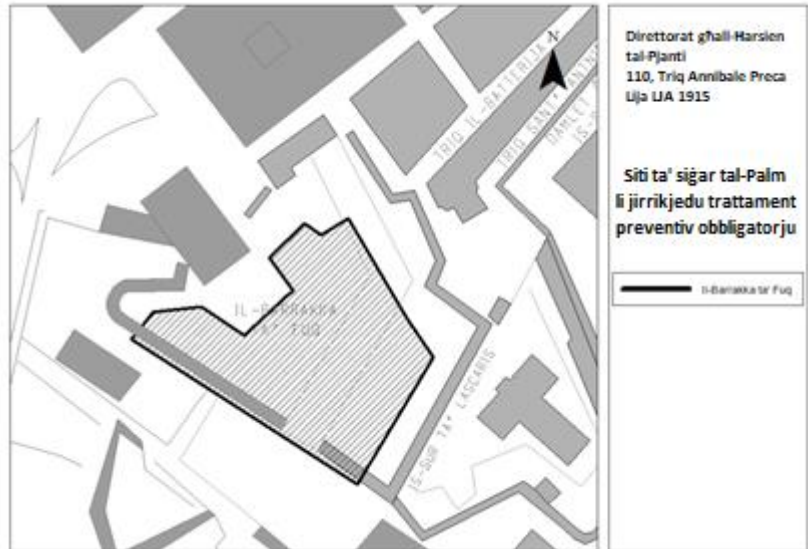 Direttorat għall-Ħarsien
tal-Pjanti
110, Triq Annibale Preca
Lija LJA 1915
Siti ta' siġar tal-Palm
li jirrikjedu trattament
preventiv obbligatorju
Il-Barrakka ta' Fuq
N
TRIQ IL-BATTERIJA
TRIQ SANT'
IL-BARRAKKA
TA' FUQ
IS-SUR TA' LASCARIS